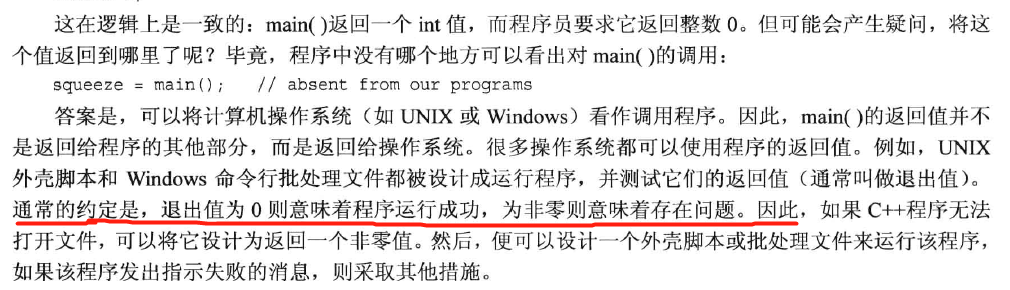 这在逻辑上是一致的：main( )返回一个 int 值，而程序员要求它返回整数 0。但可能会产生疑问，将这
个值返回到哪里了呢？毕竟，程序中没有哪个地方可以看出对 main( )的调用：
squeeze = main();   // absent from our programs
答案是，可以将计算机操作系统（如 UNIX 或 Windows）看作调用程序。因此，main( )的返回值并不
是返回给程序的其他部分，而是返回给操作系统。很多操作系统都可以使用程序的返回值。例如，UNIX
外壳脚本和 Windows 命令行批处理文件都被设计成运行程序，并测试它们的返回值（通常叫做退出值）。
通常的约定是，退出值为 0 则意味着程序运行成功，为非零则意味着存在问题。因此，如果 C++程序无法
打开文件，可以将它设计为返回一个非零值。然后，便可以设计一个外壳脚本或批处理文件来运行该程序，
如果该程序发出指示失败的消息，则采取其他措施。